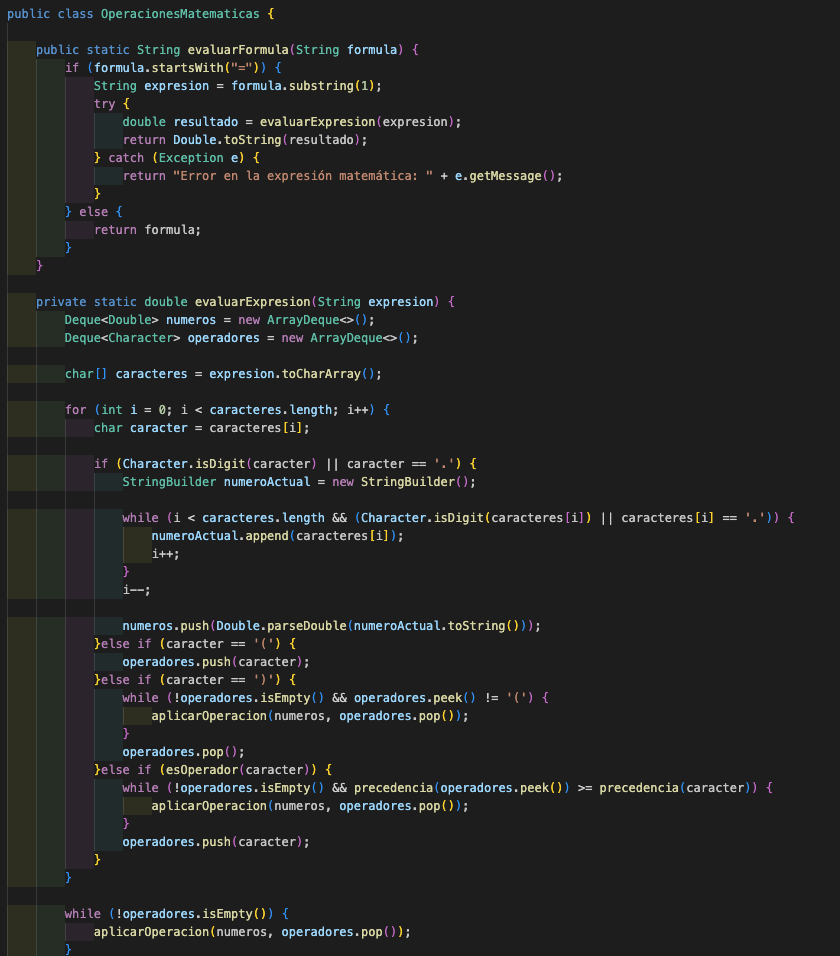 public class OperacionesMatematicas {
public static String evaluarFormula(String formula) {
if (formula.startsWith("=")) {
String expresion = formula.substring(1);
try {
double resultado = evaluarExpresion(expresion);
return Double.toString(resultado);
} catch (Exception e) {
return "Error en la expresión matemática: " + e.getMessage();
}
} else {
return formula;
}
}
private static double evaluarExpresion(String expresion) {
Deque<Double> numeros = new ArrayDeque<>();
Deque<Character> operadores = new ArrayDeque<>();
char[] caracteres = expresion.toCharArray();
for (int i = 0; i < caracteres.length; i++) {
char caracter = caracteres[i];
if (Character.isDigit(caracter) || caracter == '.') {
StringBuilder numeroActual = new StringBuilder();
while (i < caracteres.length && (Character.isDigit(caracteres[i]) || caracteres[i] == '.')) {
numeroActual.append(caracteres[i]);
i++;
}
i--;
numeros.push(Double.parseDouble(numeroActual.toString()));
}else if (caracter == '(') {
operadores.push(caracter);
}else if (caracter == ')') {
while (!operadores.isEmpty() && operadores.peek() != '(') {
aplicarOperacion(numeros, operadores.pop());
}
operadores.pop();
}else if (esOperador(caracter)) {
while (!operadores.isEmpty() && precedencia(operadores.peek()) >= precedencia(caracter)) {
aplicarOperacion(numeros, operadores.pop());
}
operadores.push(caracter);
}
}
while (!operadores.isEmpty()) {
aplicarOperacion(numeros, operadores.pop());
}